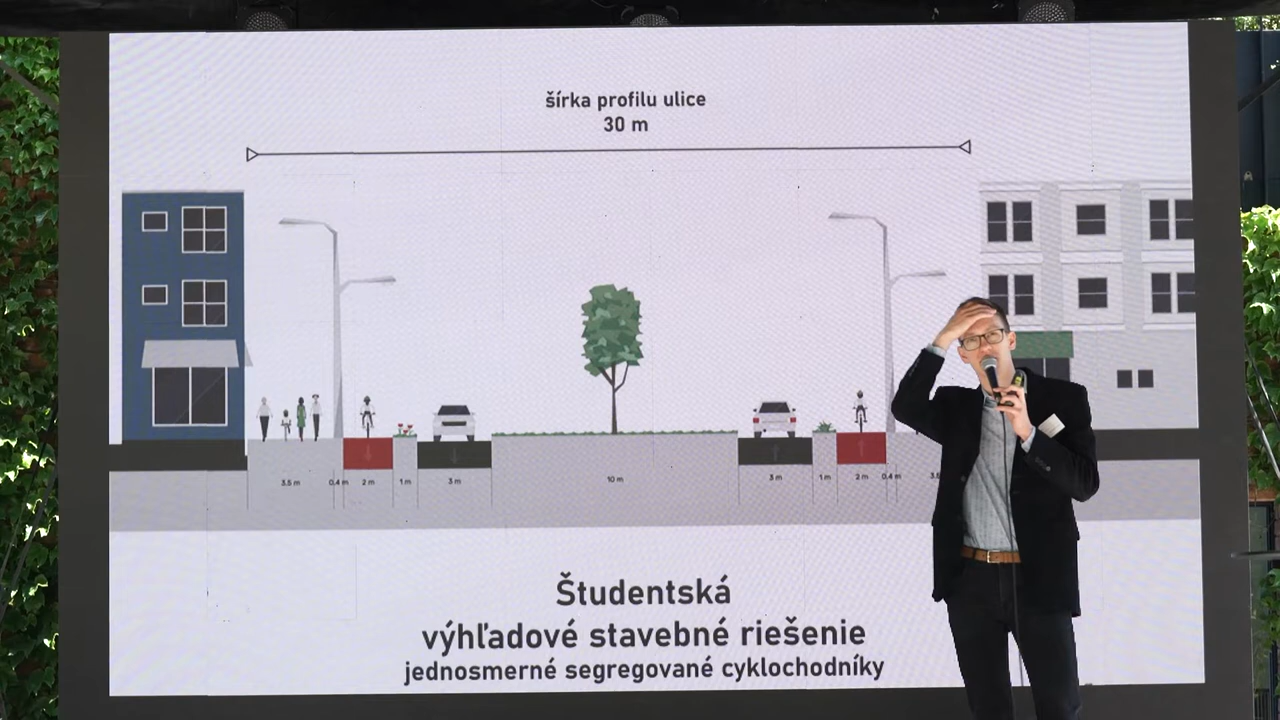 šírka profilu ulice
30 m
3.5 m 0.4 m 2 m 1 m 3 m 10 m 3 m 1 m 2 m 0.4 m
Študentská
výhľadové stavebné riešenie
jednosmerné segregované cyklochodníky